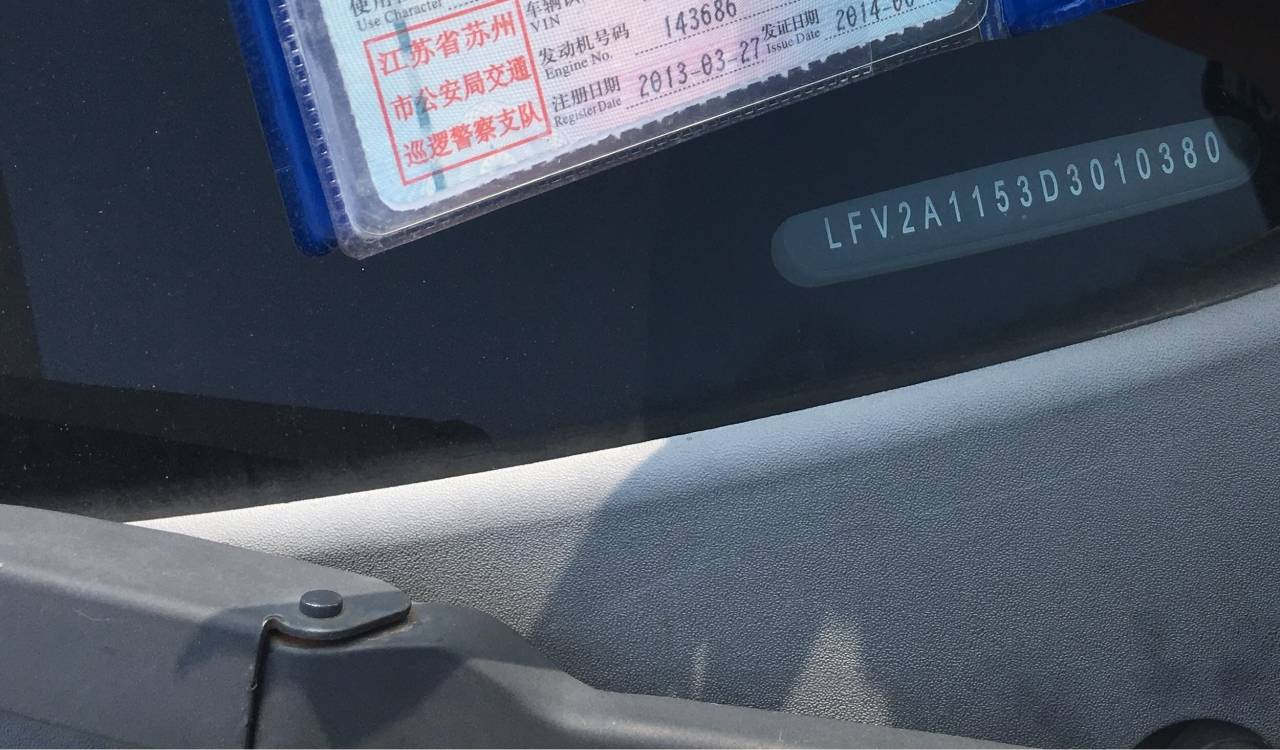 使用
Use Character
车辆识
VIN
江苏省苏州
市公安局交通
巡逻警察支队
发动机号码
Engine No.
143686
发证日期
Issue Date
2014-0
注册日期
Register Date
2013-03-27
LFV2A1153D3010380